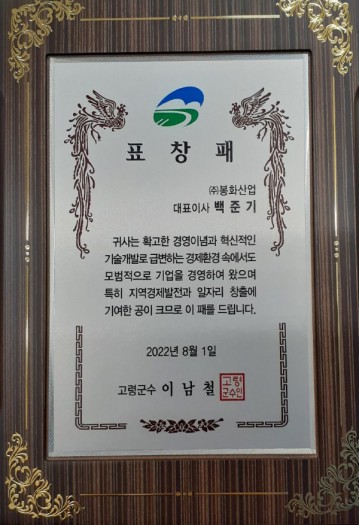 표창패
㈜봉화산업
대표이사 백준기
귀사는 확고한 경영이념과 혁신적인
기술개발로 급변하는 경제환경 속에서도
모범적으로 기업을 경영하여 왔으며
특히 지역경제발전과 일자리 창출에
기여한 공이 크므로 이 패를 드립니다.
2022년 8월 1일
고령군수 이남철
고령
군수인